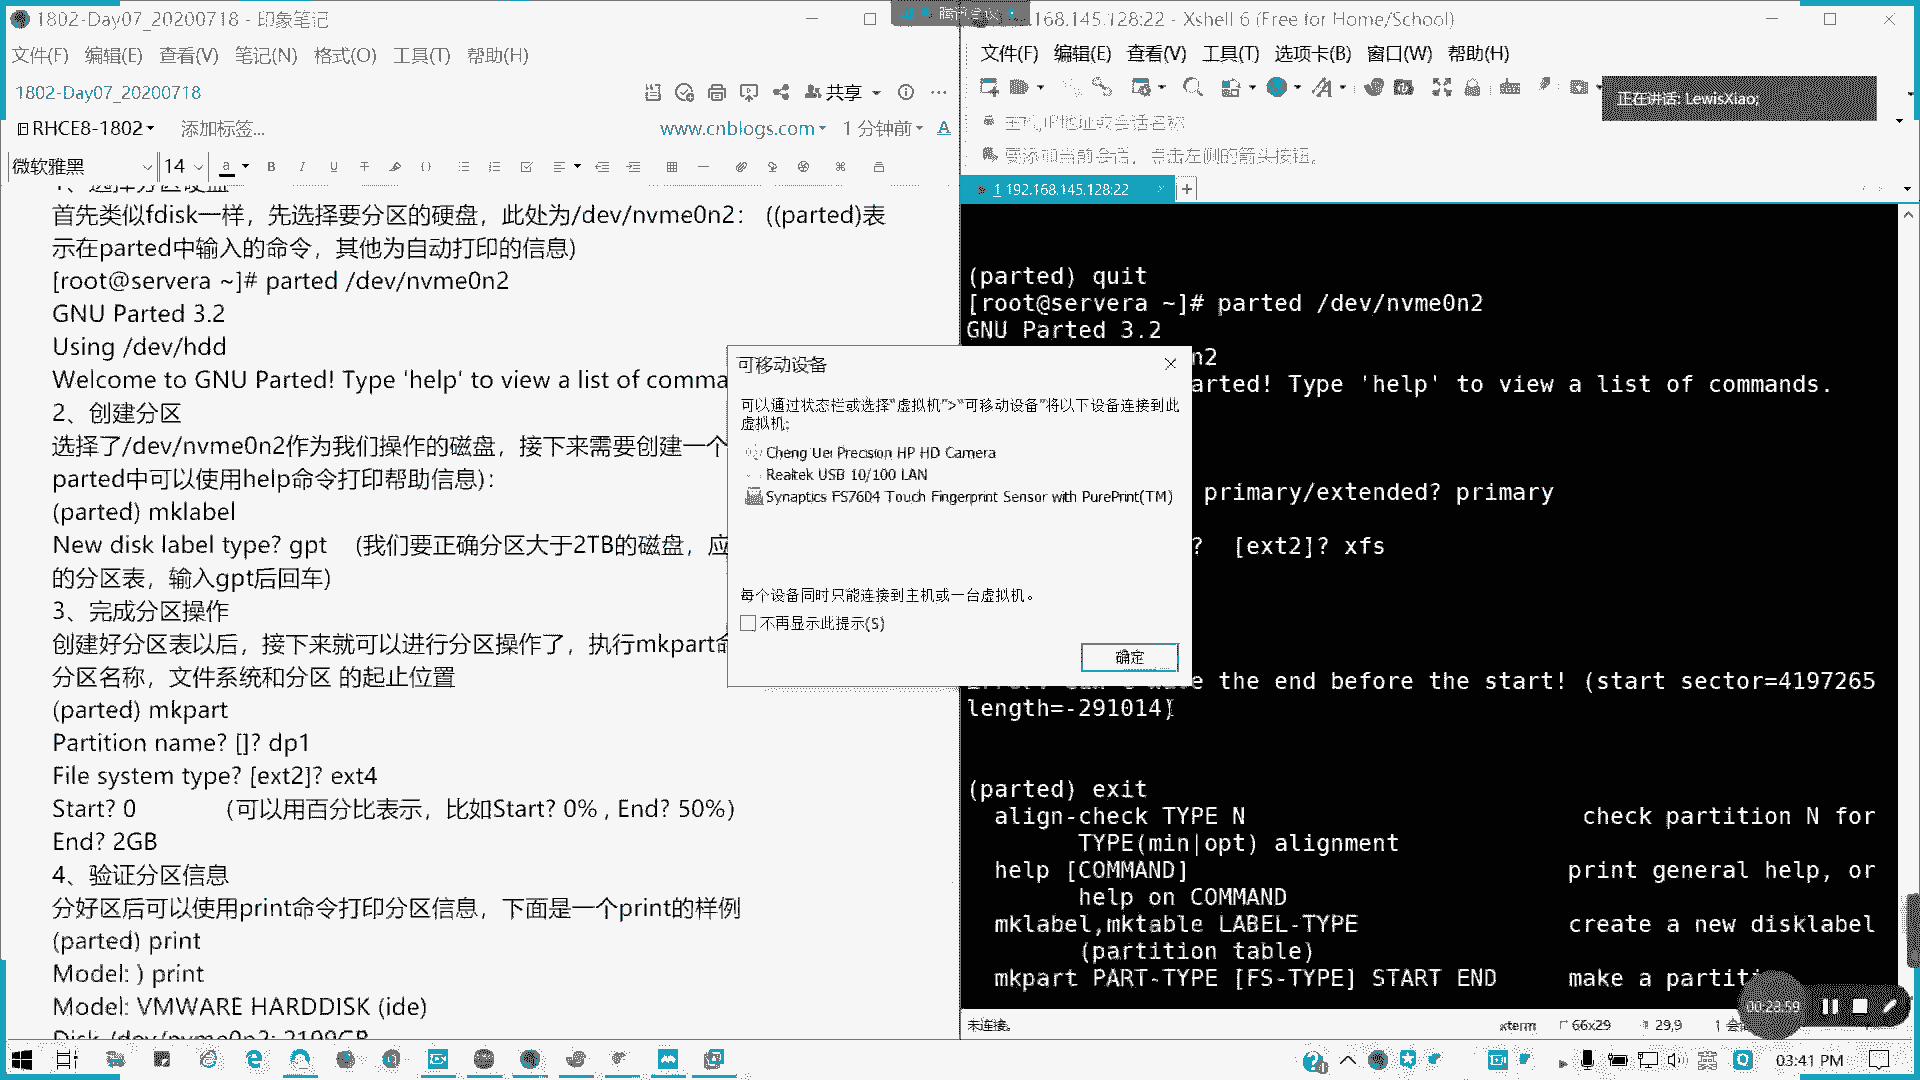 1802-Day07_20200718 - 印象笔记
文件(F) 编辑(E) 查看(V) 笔记(N) 格式(O) 工具(T) 帮助(H)
1802-Day07_20200718
共享
RHCE8-1802 添加标签...
www.cnblogs.com 1 分钟前
微软雅黑 14
首先类似fdisk一样，先选择要分区的硬盘，此处为/dev/nvme0n2： ((parted)表
示在parted中输入的命令，其他为自动打印的信息)
[root@servera ~]# parted /dev/nvme0n2
GNU Parted 3.2
Using /dev/hdd
Welcome to GNU Parted! Type 'help' to view a list of comma
2、创建分区
选择了/dev/nvme0n2作为我们操作的磁盘，接下来需要创建一个
parted中可以使用help命令打印帮助信息)：
(parted) mklabel
New disk label type? gpt (我们要正确分区大于2TB的磁盘，应
的分区表，输入gpt后回车)
3、完成分区操作
创建好分区表以后，接下来就可以进行分区操作了，执行mkpart命
分区名称，文件系统和分区 的起止位置
(parted) mkpart
Partition name? []? dp1
File system type? [ext2]? ext4
Start? 0 （可以用百分比表示，比如Start? 0% , End? 50%）
End? 2GB
4、验证分区信息
分好区后可以使用print命令打印分区信息，下面是一个print的样例
(parted) print
Model: ) print
Model: VMWARE HARDDISK (ide)
Disk /dev/nvme0n2: 2199GB
.168.145.128:22 - Xshell 6 (Free for Home/School)
文件(F) 编辑(E) 查看(V) 工具(T) 选项卡(B) 窗口(W) 帮助(H)
正在讲话: LewisXiao;
要添加当前会话，点击左侧的箭头按钮。
1 192.168.145.128:22
(parted) quit
[root@servera ~]# parted /dev/nvme0n2
GNU Parted 3.2
n2
arted! Type 'help' to view a list of commands.
primary/extended? primary
? [ext2]? xfs
the end before the start! (start sector=4197265
length=-291014)
(parted) exit
align-check TYPE N check partition N for
TYPE(min|opt) alignment
help [COMMAND] print general help, or
help on COMMAND
mklabel,mktable LABEL-TYPE create a new disklabel
(partition table)
mkpart PART-TYPE [FS-TYPE] START END make a partiti
未连接。 xterm 66x29 29,9
可移动设备
可以通过状态栏或选择“虚拟机”>“可移动设备”将以下设备连接到此
虚拟机:
Cheng Uei Precision HP HD Camera
Realtek USB 10/100 LAN
Synaptics FS7604 Touch Fingerprint Sensor with PurePrint(TM)
每个设备同时只能连接到主机或一台虚拟机。
不再显示此提示(S)
确定
00:23:59
03:41 PM